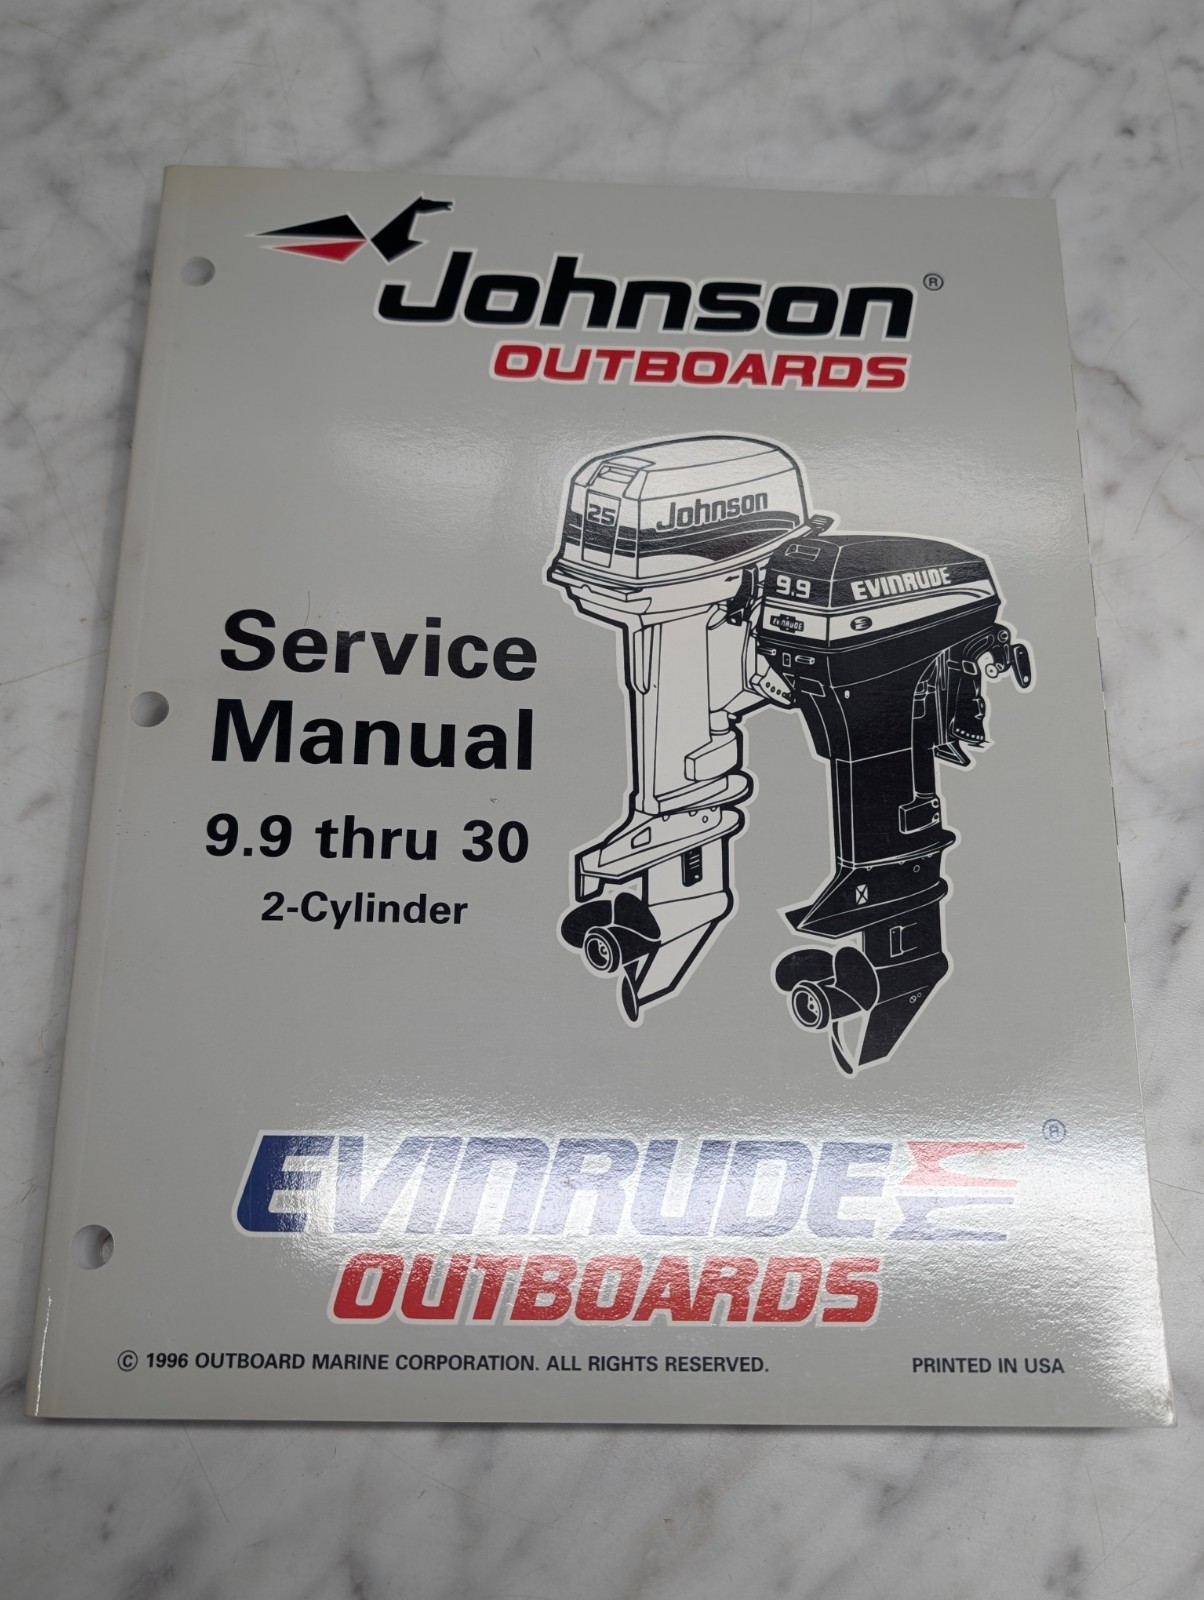 Johnson®
OUTBOARDS
25
Johnson
9.9
EVINRUDE
EVINRUDE
Service
Manual
9.9 thru 30
2-Cylinder
EVINRUDE®
OUTBOARDS
© 1996 OUTBOARD MARINE CORPORATION. ALL RIGHTS RESERVED.
PRINTED IN USA